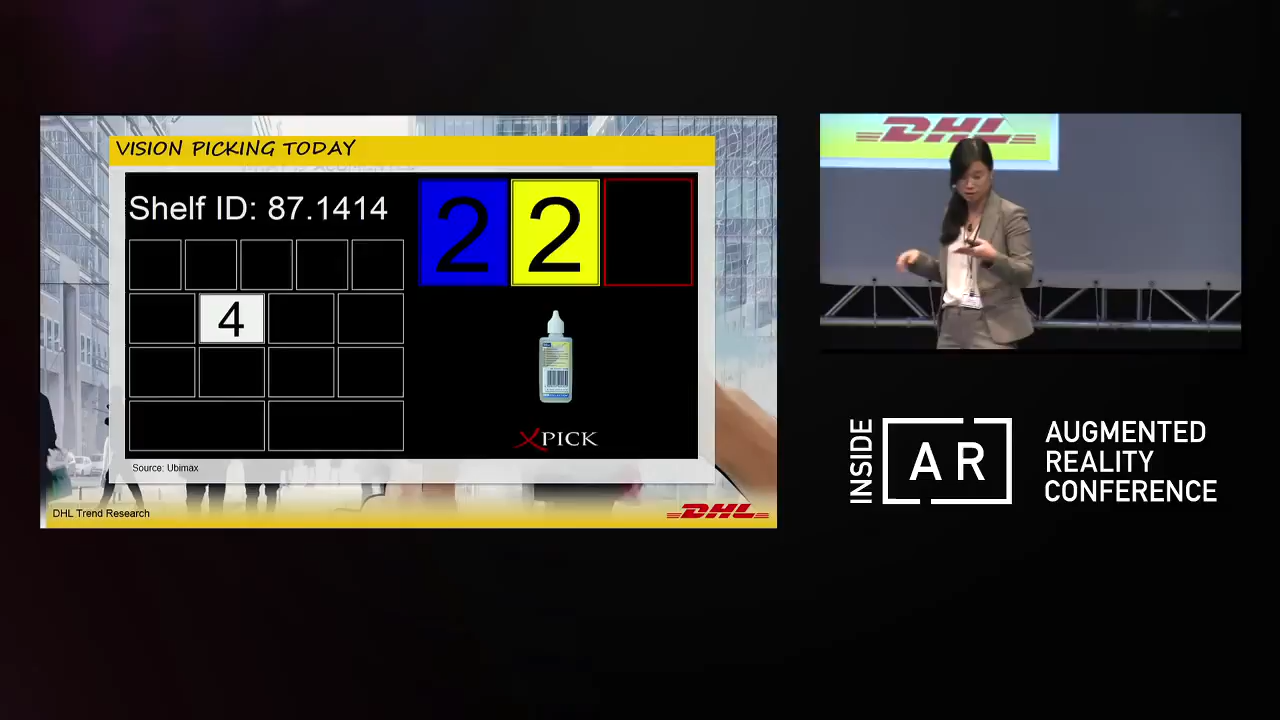 VISION PICKING TODAY
Shelf ID: 87.1414
2 2
4
XPICK
Source: Ubimax
DHL Trend Research
DHL
DHL
INSIDE
AR
AUGMENTED
REALITY
CONFERENCE